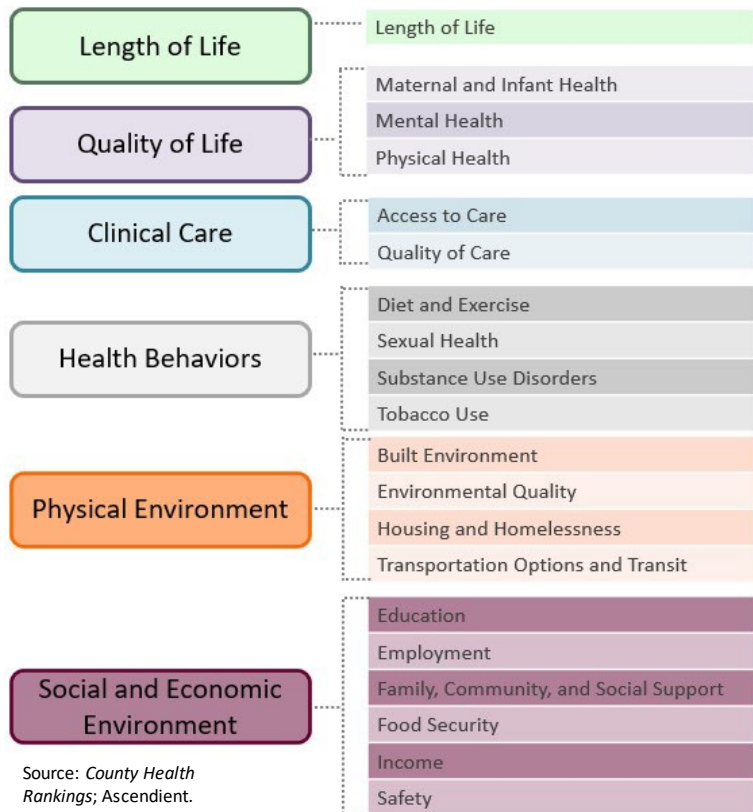 Length of Life
Length of Life
Quality of Life
Maternal and Infant Health
Mental Health
Physical Health
Clinical Care
Access to Care
Quality of Care
Health Behaviors
Diet and Exercise
Sexual Health
Substance Use Disorders
Tobacco Use
Physical Environment
Built Environment
Environmental Quality
Housing and Homelessness
Transportation Options and Transit
Social and Economic
Environment
Education
Employment
Family, Community, and Social Support
Food Security
Income
Safety
Source: County Health
Rankings; Ascendient.